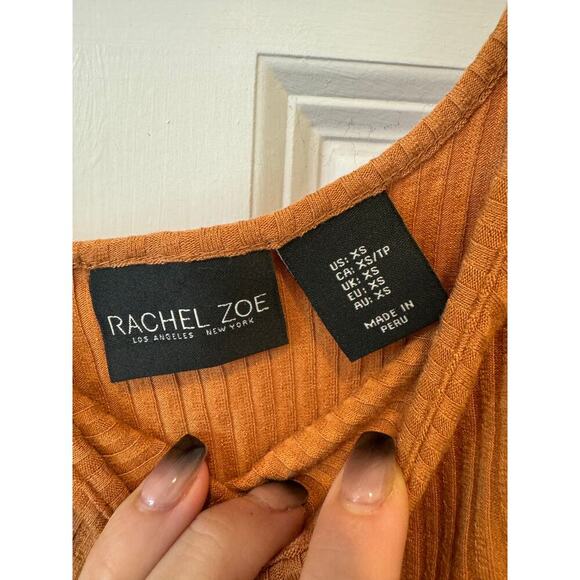 RACHEL ZOE
LOS ANGELES NEW YORK
US: XS
CA: XS/TP
UK: XS
EU: XS
AU: XS
MADE IN
PERU